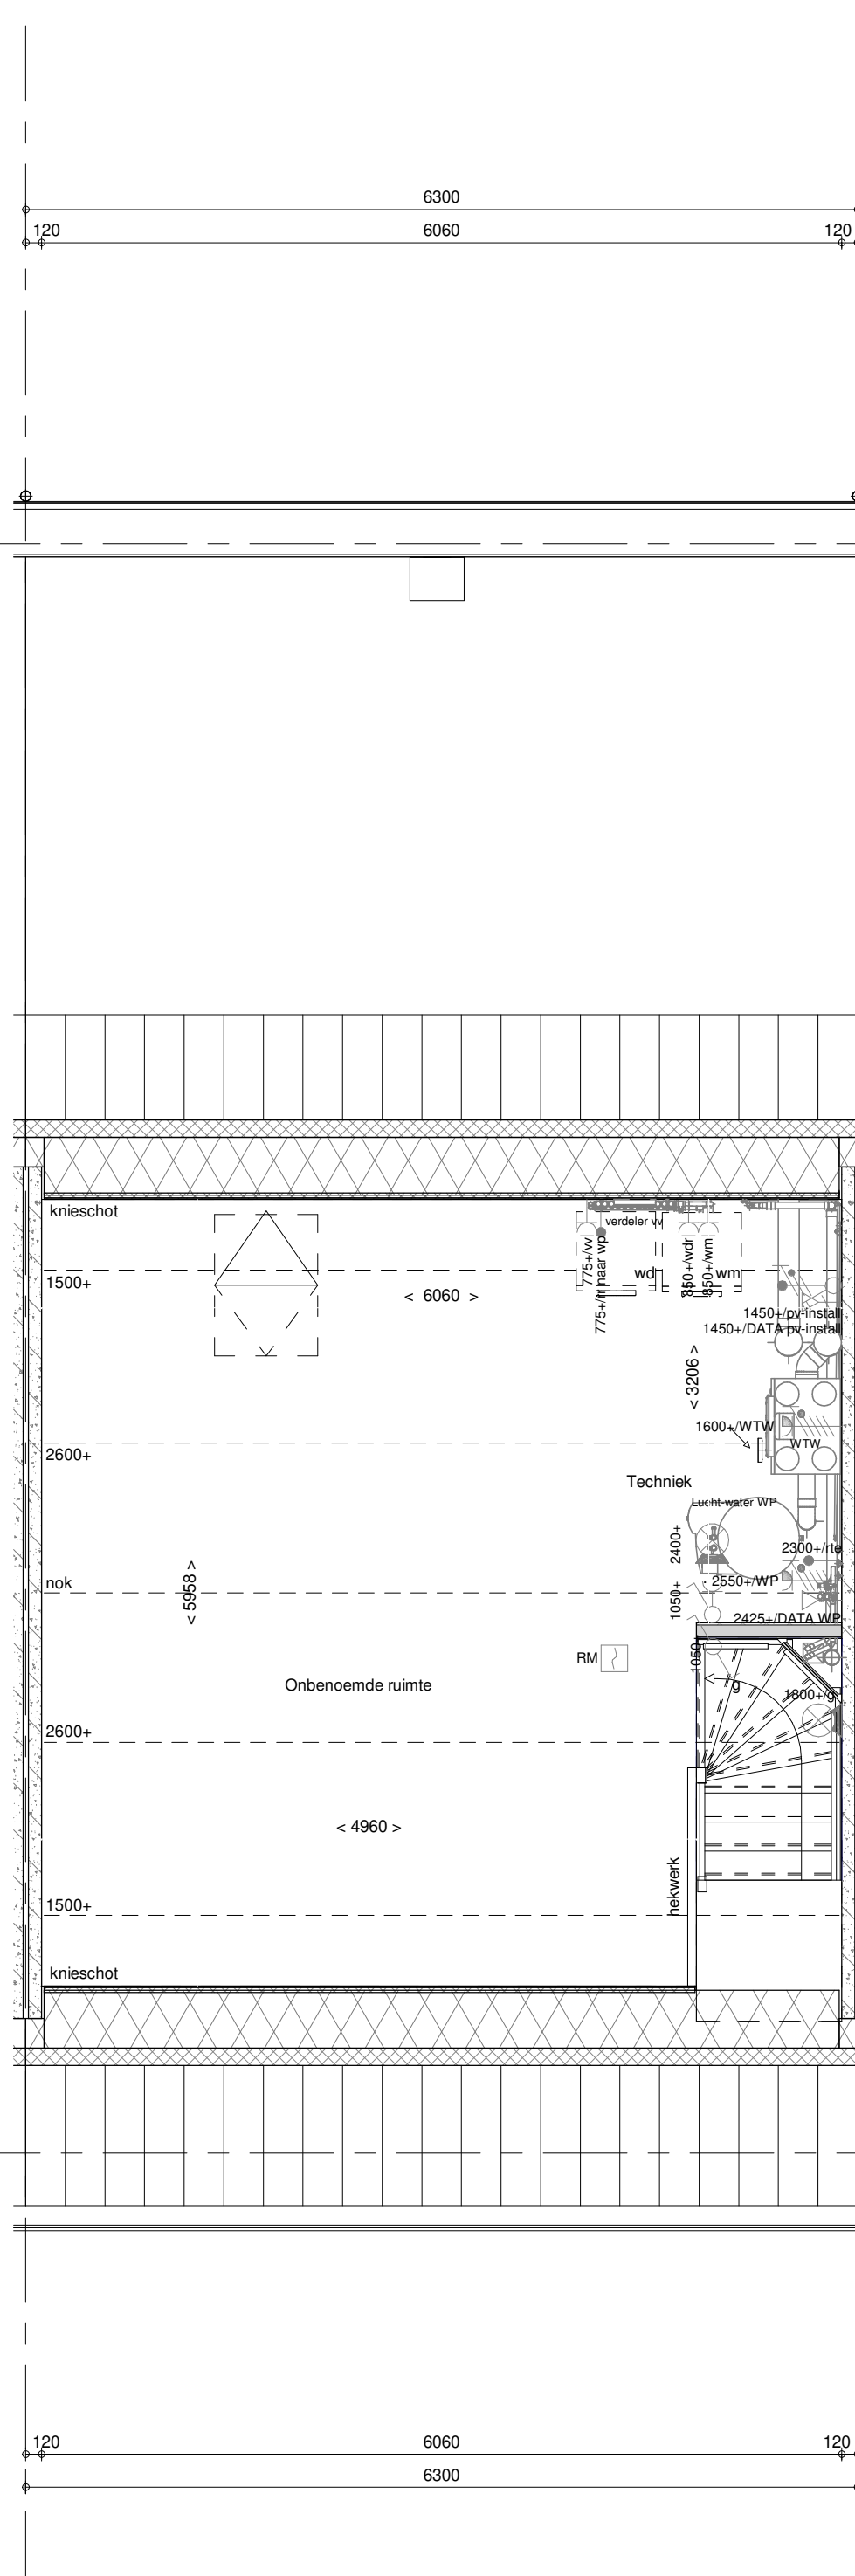 6300
120 6060 120
knieschot
verdeler vv
775+/vv
775+/fl naar wp
850+/wdr
850+/wm
wd
wm
1500+
< 6060 >
1450+/pv-install
1450+/DATA pv-install
< 3206 >
1600+/WTW
WTW
2600+
Techniek
Lucht-water WP
2400+
2300+/rte
nok
< 5958 >
2550+/WP
1050+
2425+/DATA WP
1050+
RM
g
Onbenoemde ruimte
1800+/g
2600+
< 4960 >
hekwerk
1500+
knieschot
120 6060 120
6300